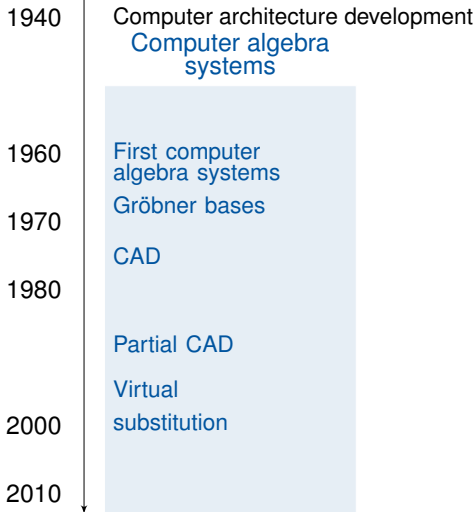 1940 Computer architecture development
Computer algebra
systems
1960 First computer
algebra systems
Gröbner bases
1970
CAD
1980
Partial CAD
Virtual
2000 substitution
2010